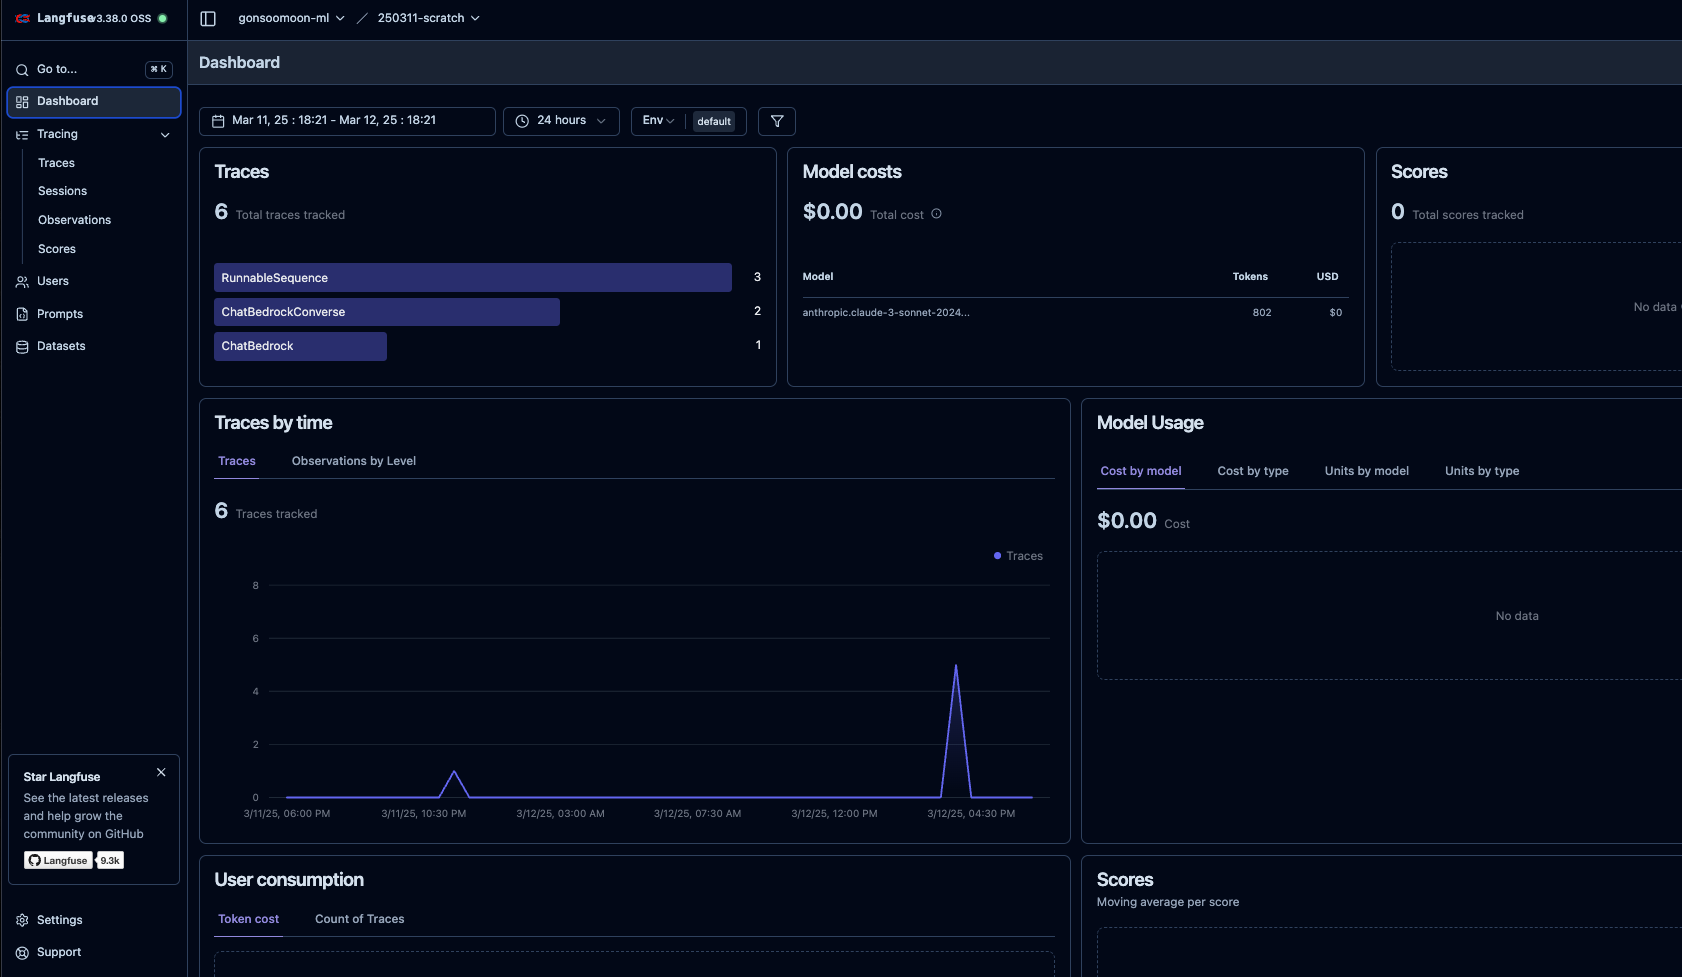 Langfuse v3.38.0 OSS
gonsoomoon-ml / 250311-scratch
Go to... ⌘ K
Dashboard
Tracing
Traces
Sessions
Observations
Scores
Users
Prompts
Datasets
Star Langfuse
See the latest releases
and help grow the
community on GitHub
Langfuse 9.3k
Settings
Support
Dashboard
Mar 11, 25 : 18:21 - Mar 12, 25 : 18:21
24 hours
Env default
Traces
6 Total traces tracked
RunnableSequence 3
ChatBedrockConverse 2
ChatBedrock 1
Model costs
$0.00 Total cost
Model Tokens USD
anthropic.claude-3-sonnet-2024... 802 $0
Scores
0 Total scores tracked
No data
Traces by time
Traces Observations by Level
6 Traces tracked
Traces
8
6
4
2
0
3/11/25, 06:00 PM 3/11/25, 10:30 PM 3/12/25, 03:00 AM 3/12/25, 07:30 AM 3/12/25, 12:00 PM 3/12/25, 04:30 PM
Model Usage
Cost by model Cost by type Units by model Units by type
$0.00 Cost
No data
User consumption
Token cost Count of Traces
Scores
Moving average per score